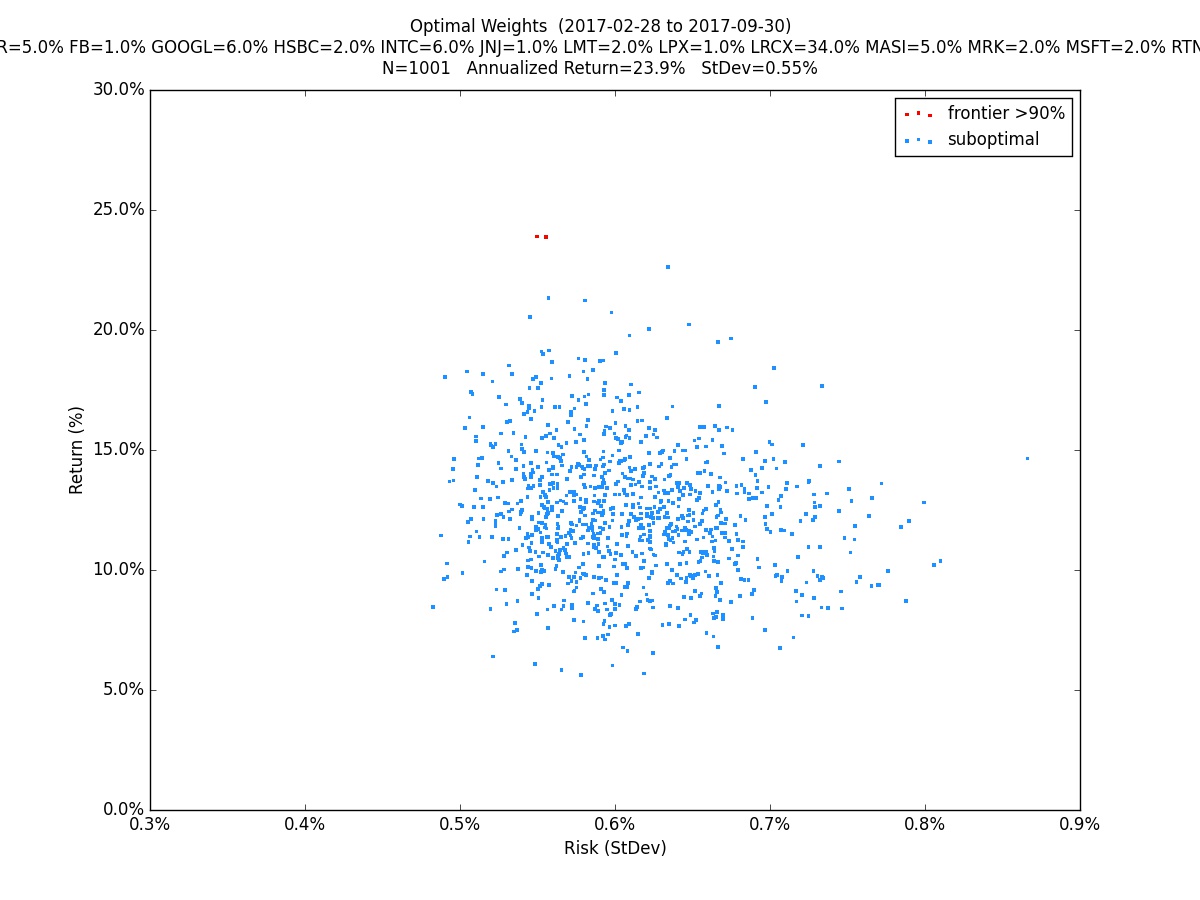 Optimal Weights (2017-02-28 to 2017-09-30)
R=5.0% FB=1.0% GOOGL=6.0% HSBC=2.0% INTC=6.0% JNJ=1.0% LMT=2.0% LPX=1.0% LRCX=34.0% MASI=5.0% MRK=2.0% MSFT=2.0% RTN
N=1001 Annualized Return=23.9% StDev=0.55%
30.0%
frontier >90%
suboptimal
25.0%
20.0%
15.0%
Return (%)
10.0%
5.0%
0.0%
0.3% 0.4% 0.5% 0.6% 0.7% 0.8% 0.9%
Risk (StDev)